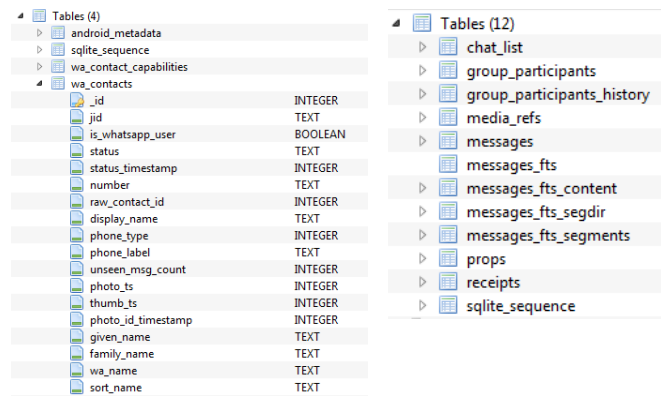 Tables (4)
android_metadata
sqlite_sequence
wa_contact_capabilities
wa_contacts
_id INTEGER
jid TEXT
is_whatsapp_user BOOLEAN
status TEXT
status_timestamp INTEGER
number TEXT
raw_contact_id INTEGER
display_name TEXT
phone_type INTEGER
phone_label TEXT
unseen_msg_count INTEGER
photo_ts INTEGER
thumb_ts INTEGER
photo_id_timestamp INTEGER
given_name TEXT
family_name TEXT
wa_name TEXT
sort_name TEXT
Tables (12)
chat_list
group_participants
group_participants_history
media_refs
messages
messages_fts
messages_fts_content
messages_fts_segdir
messages_fts_segments
props
receipts
sqlite_sequence